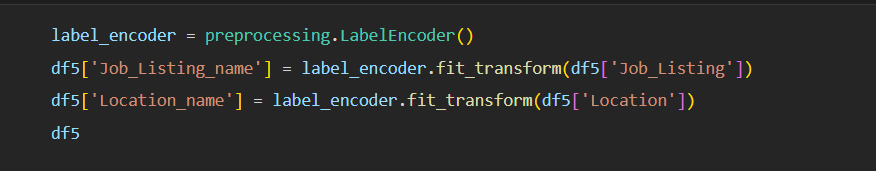 label_encoder = preprocessing.LabelEncoder()
df5['Job_Listing_name'] = label_encoder.fit_transform(df5['Job_Listing'])
df5['Location_name'] = label_encoder.fit_transform(df5['Location'])
df5